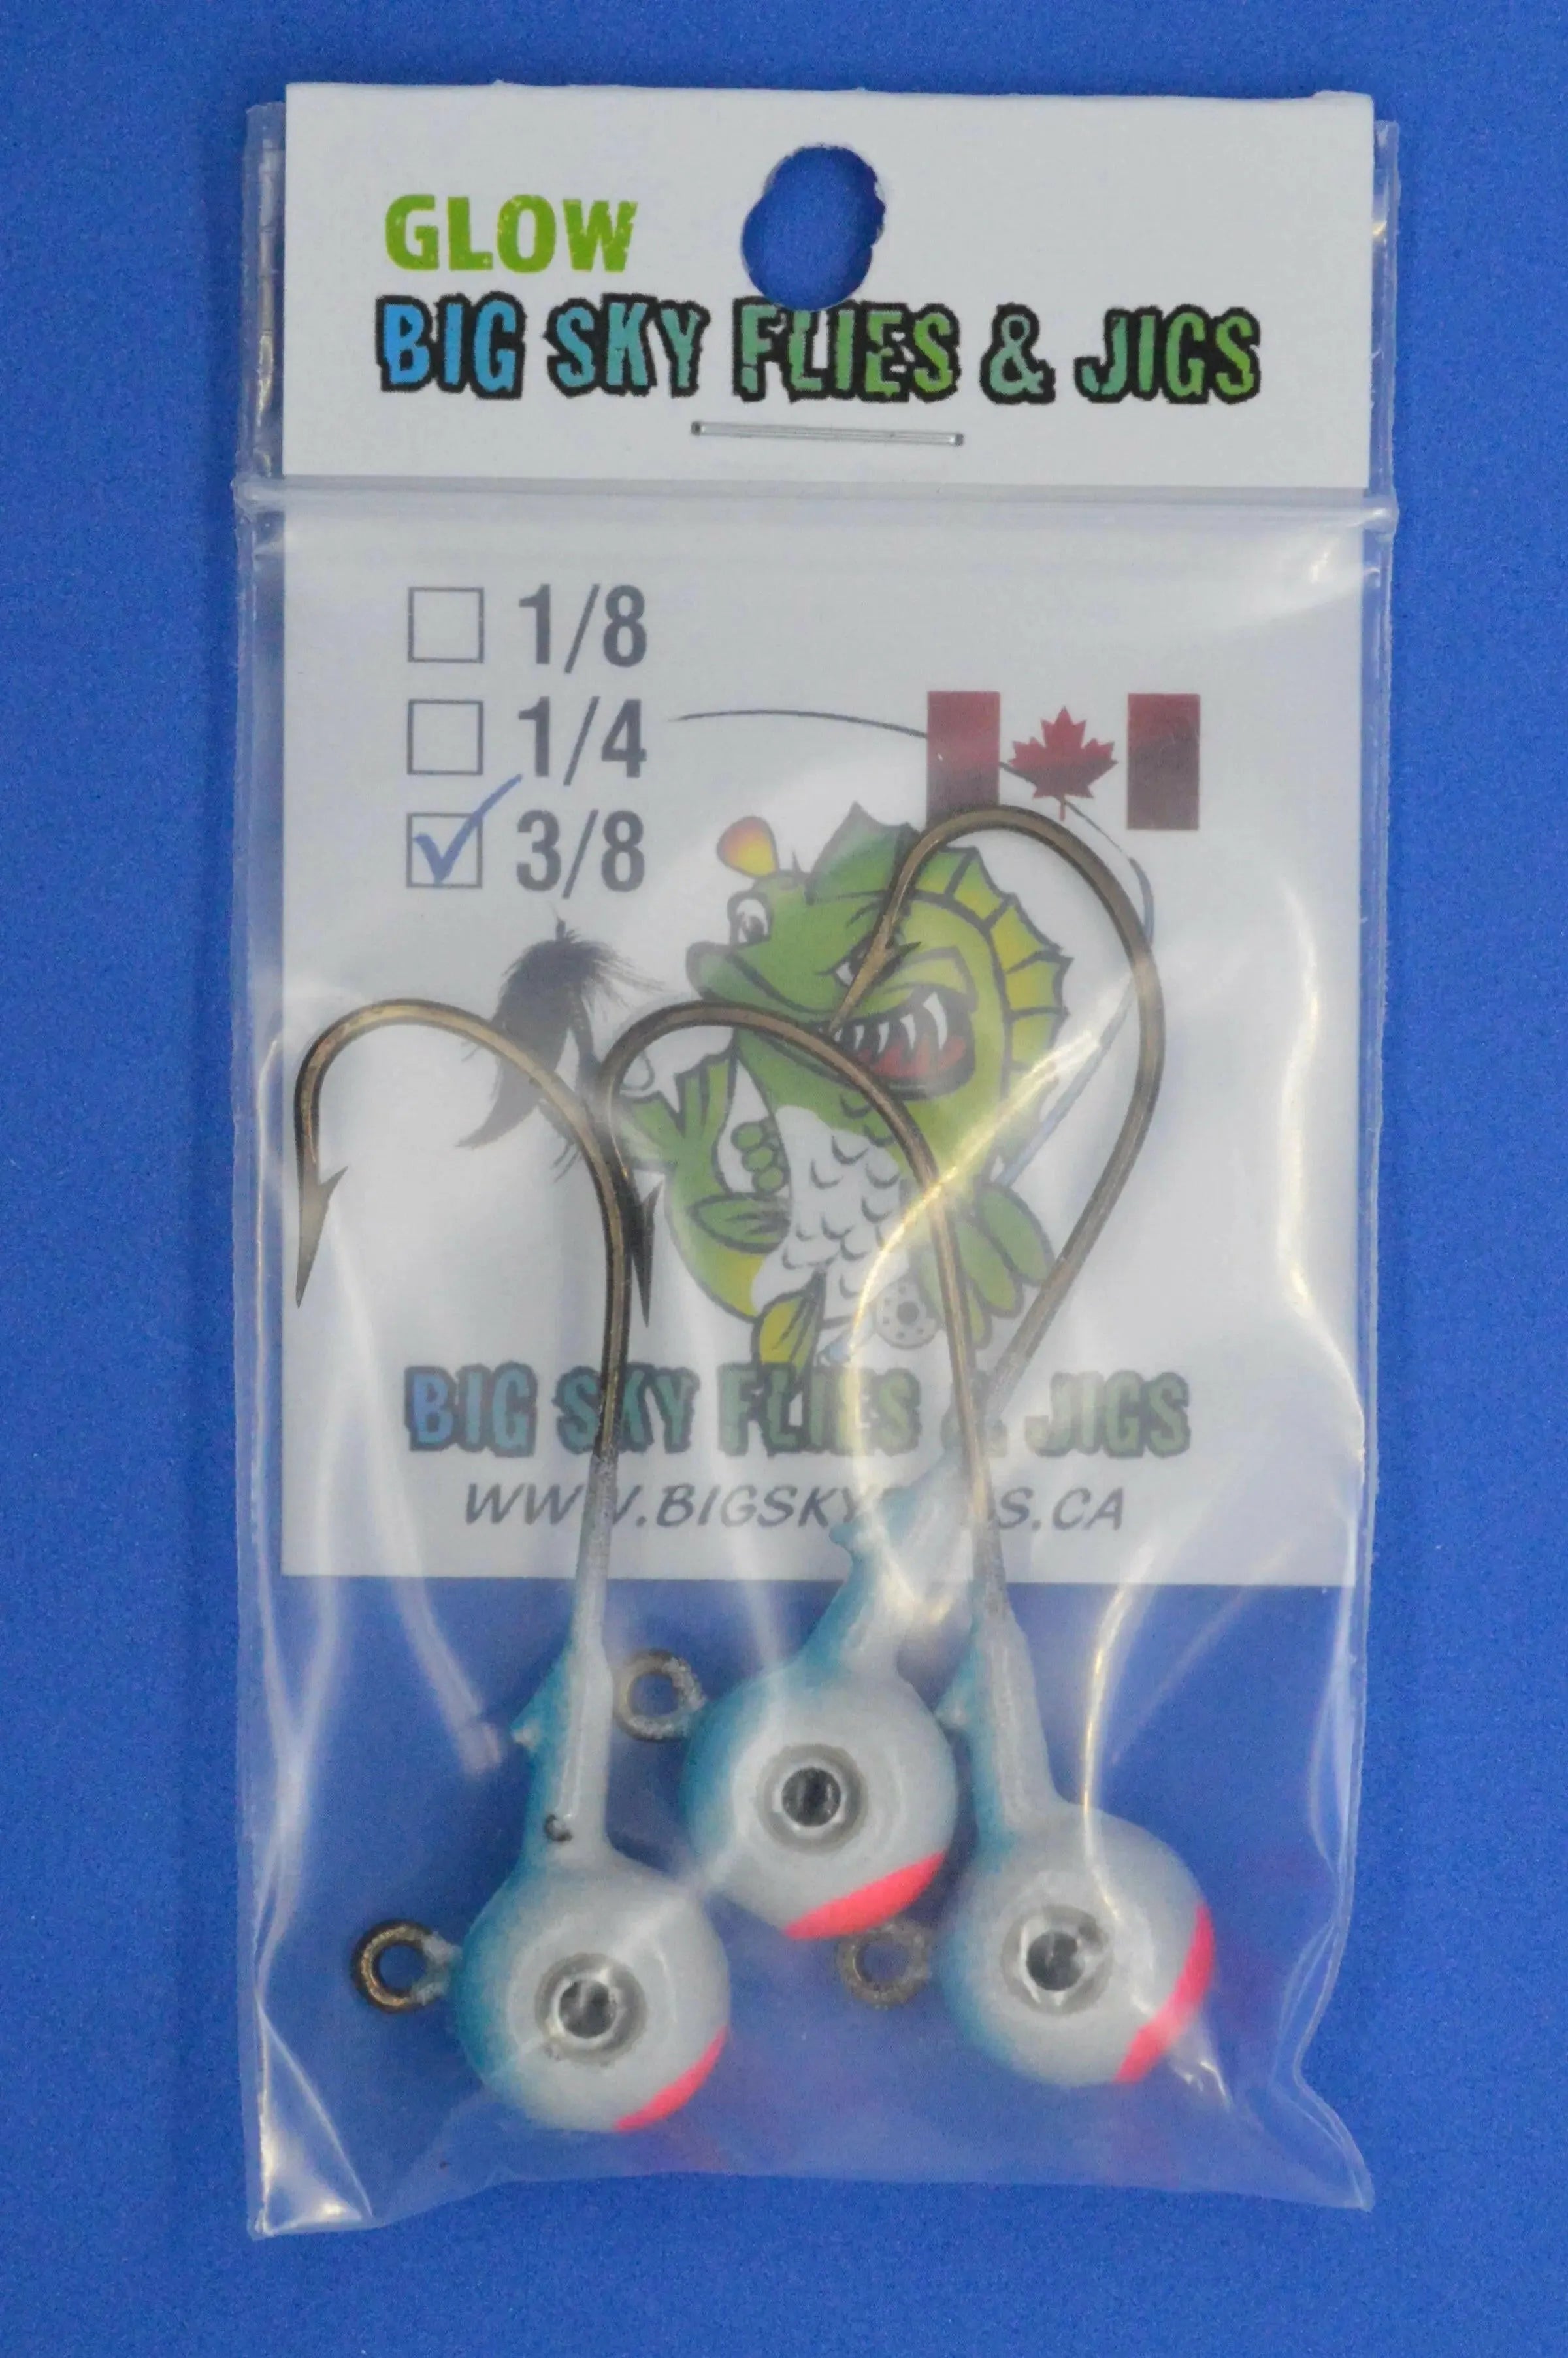 GLOW
BIG SKY FLIES & JIGS
1/8
1/4
3/8
BIG SKY FLIES & JIGS